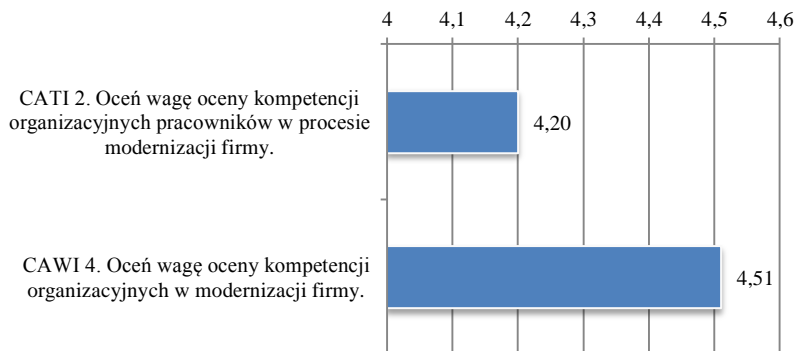 4 4,1 4,2 4,3 4,4 4,5 4,6
CATI 2. Oceń wagę oceny kompetencji
organizacyjnych pracowników w procesie
modernizacji firmy.
4,20
CAWI 4. Oceń wagę oceny kompetencji
organizacyjnych w modernizacji firmy.
4,51